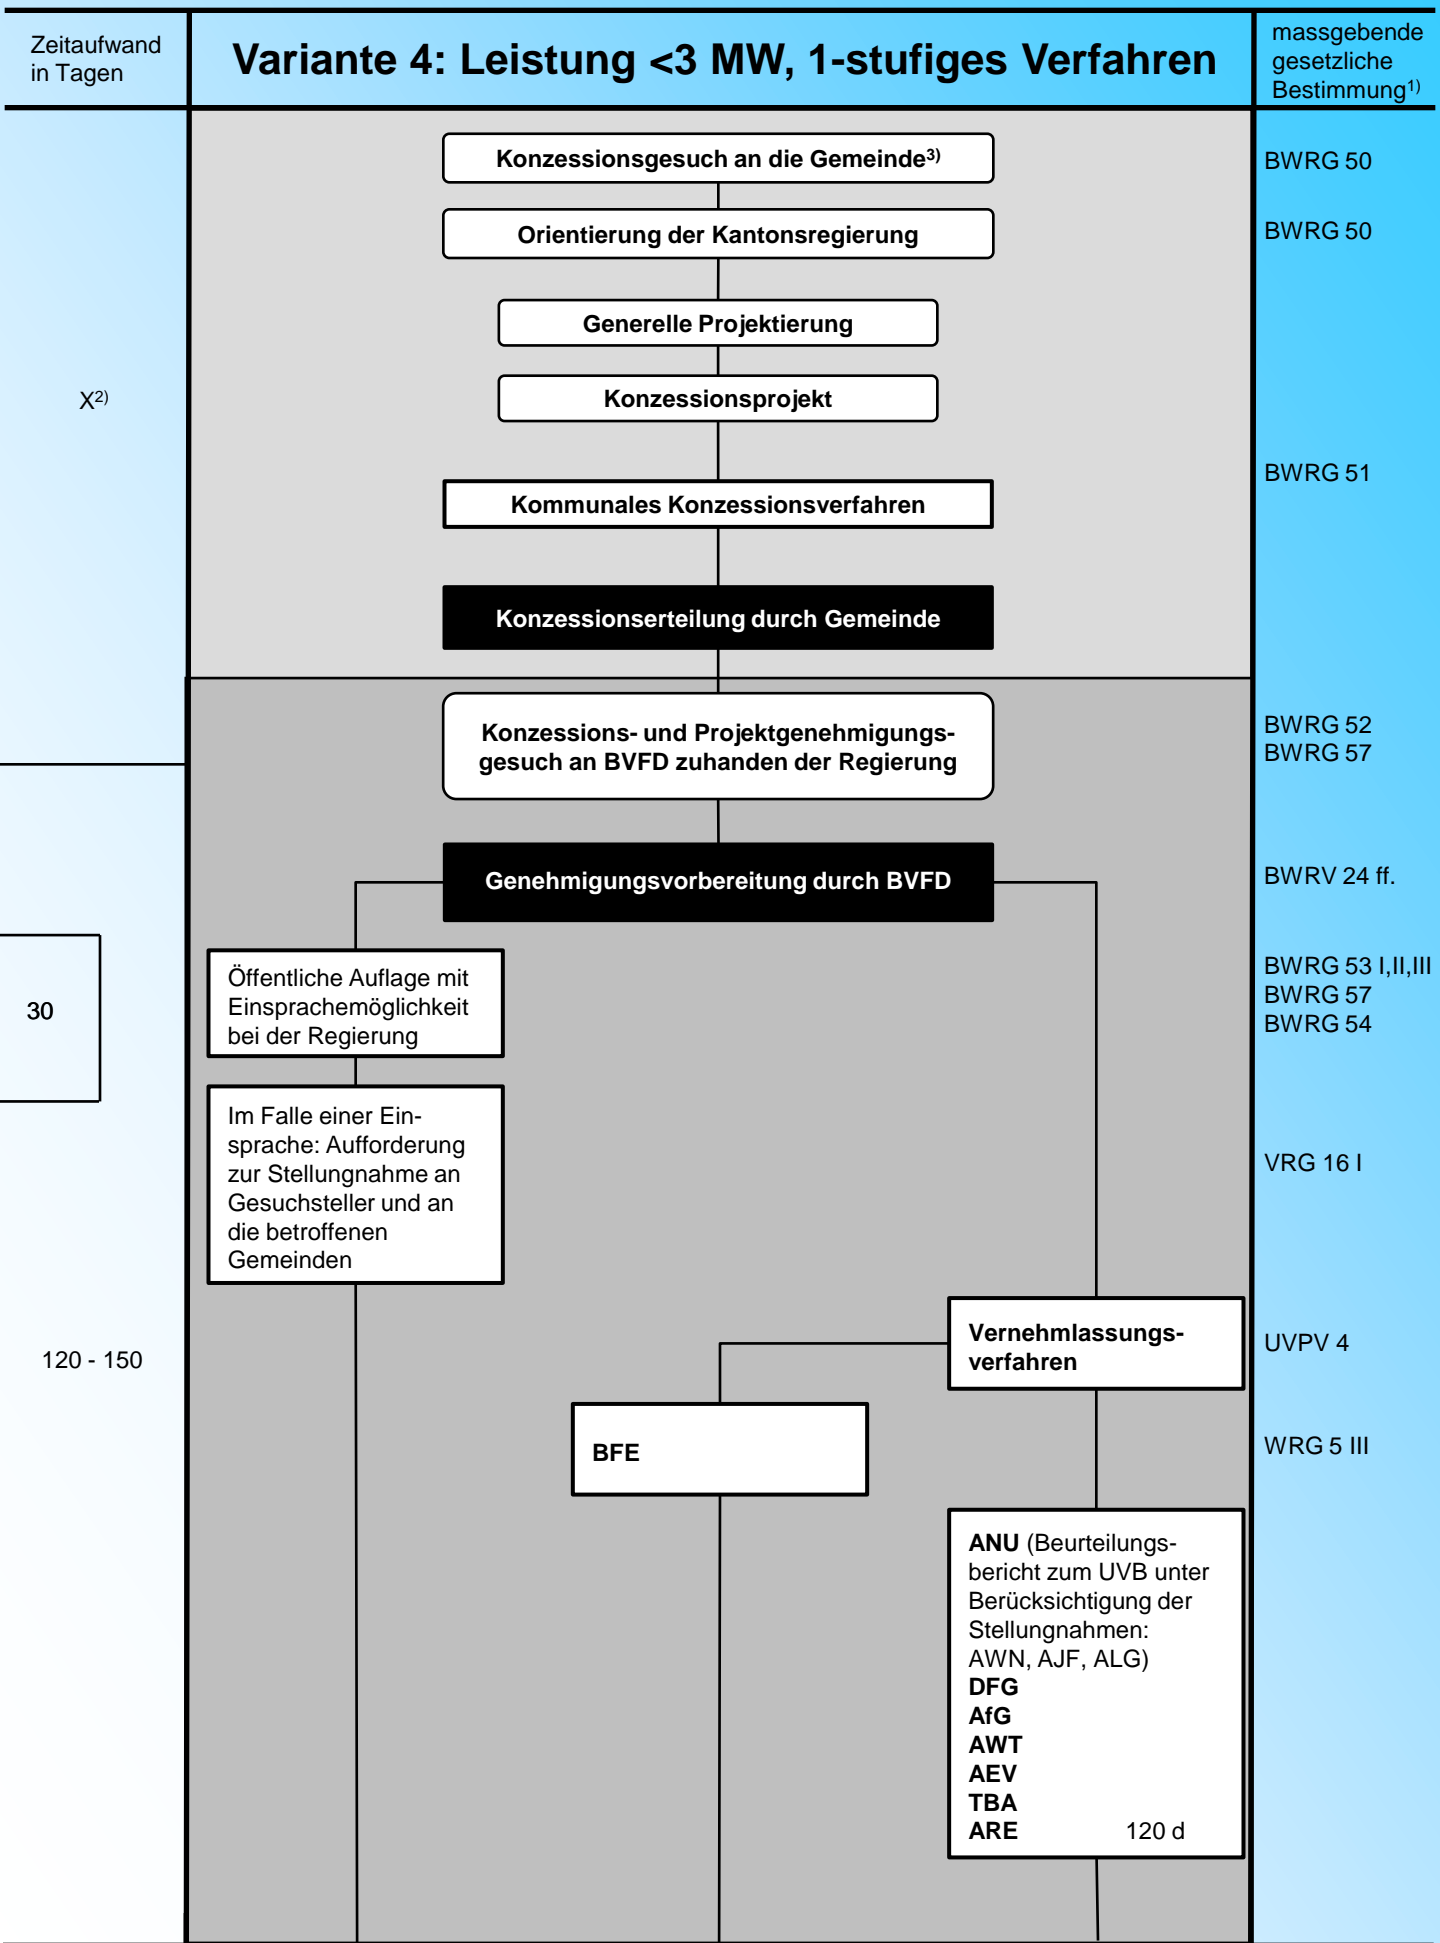 Zeitaufwand
in Tagen
Variante 4: Leistung <3 MW, 1-stufiges Verfahren
massgebende
gesetzliche
Bestimmung1)
Konzessionsgesuch an die Gemeinde3)
BWRG 50
Orientierung der Kantonsregierung
BWRG 50
Generelle Projektierung
X2)
Konzessionsprojekt
BWRG 51
Kommunales Konzessionsverfahren
Konzessionserteilung durch Gemeinde
Konzessions- und Projektgenehmigungs-
gesuch an BVFD zuhanden der Regierung
BWRG 52
BWRG 57
Genehmigungsvorbereitung durch BVFD
BWRV 24 ff.
30
Öffentliche Auflage mit
Einsprachemöglichkeit
bei der Regierung
BWRG 53 I,II,III
BWRG 57
BWRG 54
Im Falle einer Ein-
sprache: Aufforderung
zur Stellungnahme an
Gesuchsteller und an
die betroffenen
Gemeinden
VRG 16 I
120 - 150
Vernehmlassungs-
verfahren
UVPV 4
BFE
WRG 5 III
ANU (Beurteilungs-
bericht zum UVB unter
Berücksichtigung der
Stellungnahmen:
AWN, AJF, ALG)
DFG
AfG
AWT
AEV
TBA
ARE 120 d